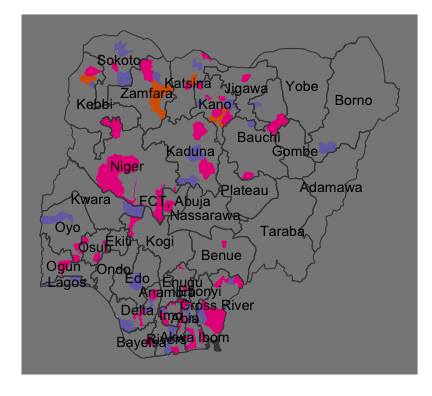 Sokoto
Katsina
Jigawa
Yobe
Borno
Zamfara
Kano
Kebbi
Bauchi
Gombe
Kaduna
Niger
Adamawa
Plateau
FCT, Abuja
Kwara
Nassarawa
Oyo
Taraba
Osun
Ekiti
Kogi
Benue
Ogun
Ondo
Lagos
Edo
Enugu
Anambra
Ebonyi
Cross River
Delta
Imo
Abia
Bayelsa
Rivers
Akwa Ibom